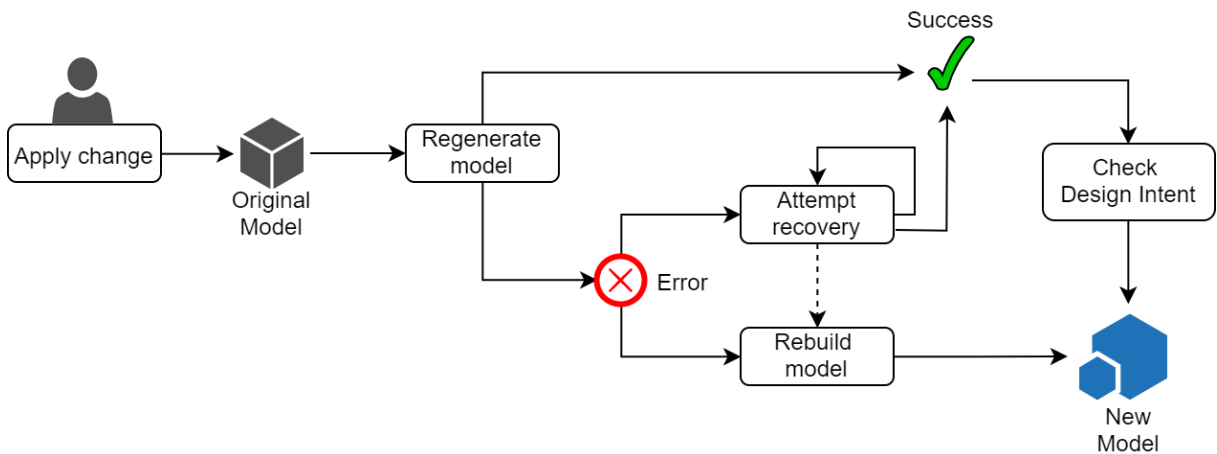 Success
Apply change
Original
Model
Regenerate
model
Check
Design Intent
Attempt
recovery
Error
Rebuild
model
New
Model